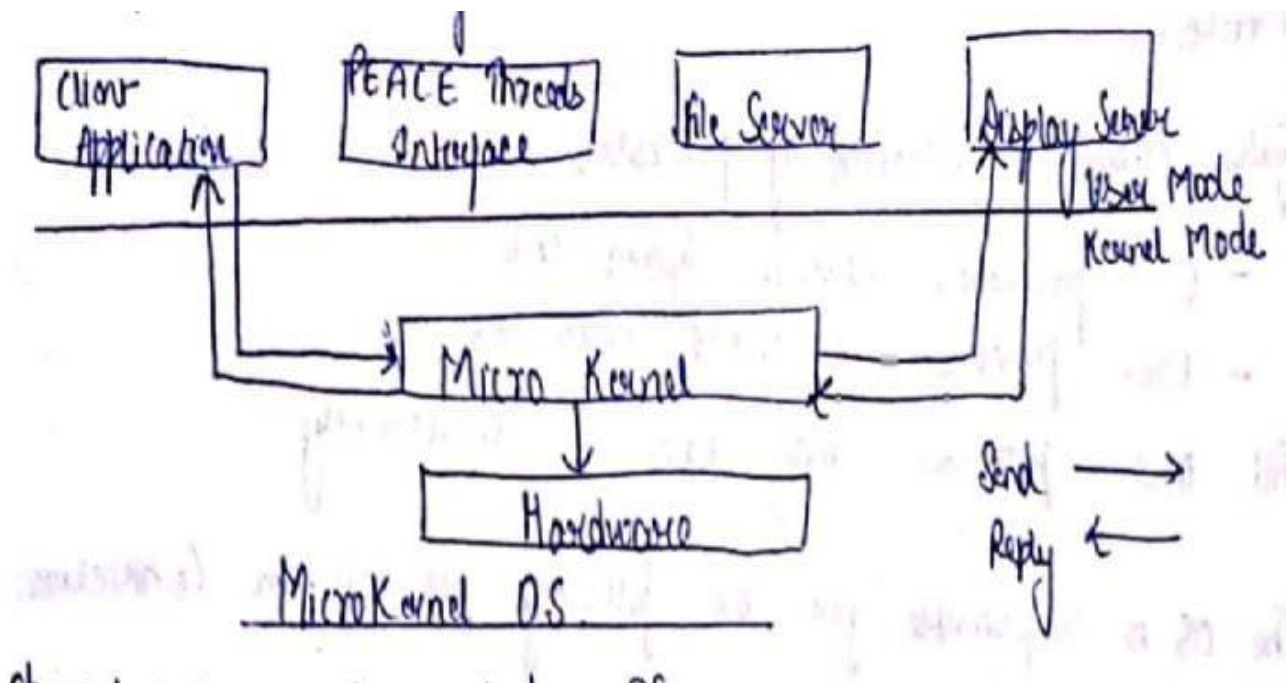 Client
Application
PEACE Threads
Interface
File Server
Display Server
User Mode
Kernel Mode
Micro Kernel
Hardware
Send
Reply
MicroKernel OS.